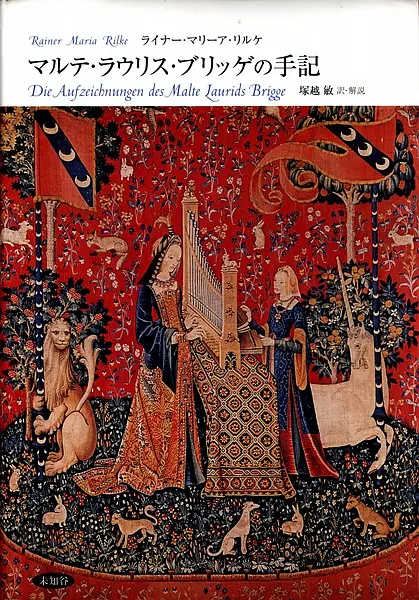 Rainer Maria Rilke ライナー・マリーア・リルケ
マルテ・ラウリス・ブリッゲの手記
Die Aufzeichnungen des Malte Laurids Brigge 塚越 敏 訳・解説
未知谷